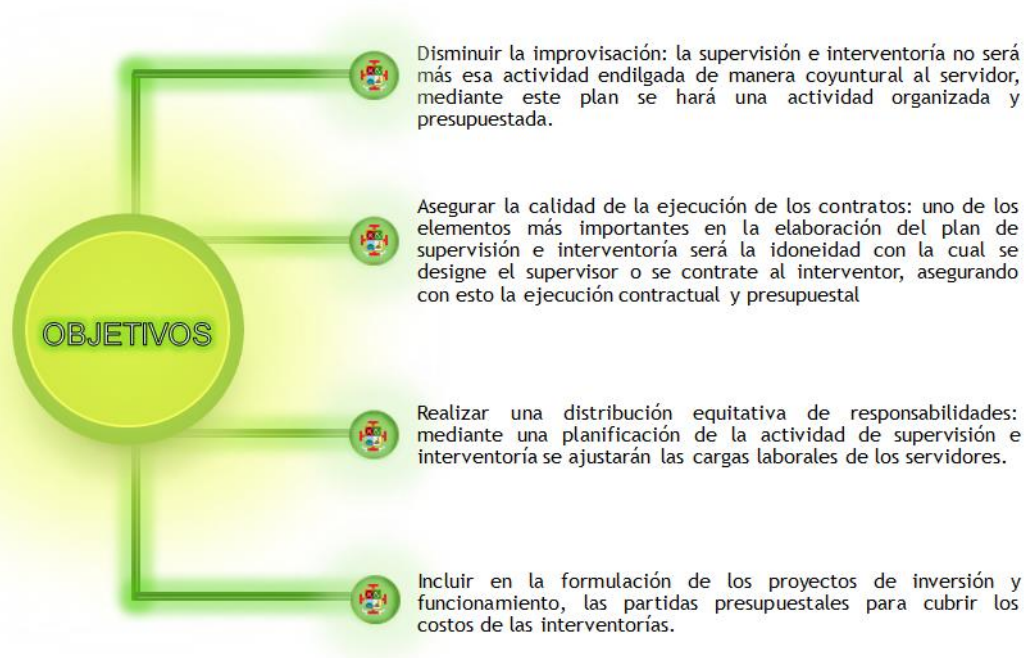 OBJETIVOS
Disminuir la improvisación: la supervisión e interventoría no será
más esa actividad endilgada de manera coyuntural al servidor,
mediante este plan se hará una actividad organizada y
presupuestada.
Asegurar la calidad de la ejecución de los contratos: uno de los
elementos más importantes en la elaboración del plan de
supervisión e interventoría será la idoneidad con la cual se
designe el supervisor o se contrate al interventor, asegurando
con esto la ejecución contractual y presupuestal
Realizar una distribución equitativa de responsabilidades:
mediante una planificación de la actividad de supervisión e
interventoría se ajustarán las cargas laborales de los servidores.
Incluir en la formulación de los proyectos de inversión y
funcionamiento, las partidas presupuestales para cubrir los
costos de las interventorías.